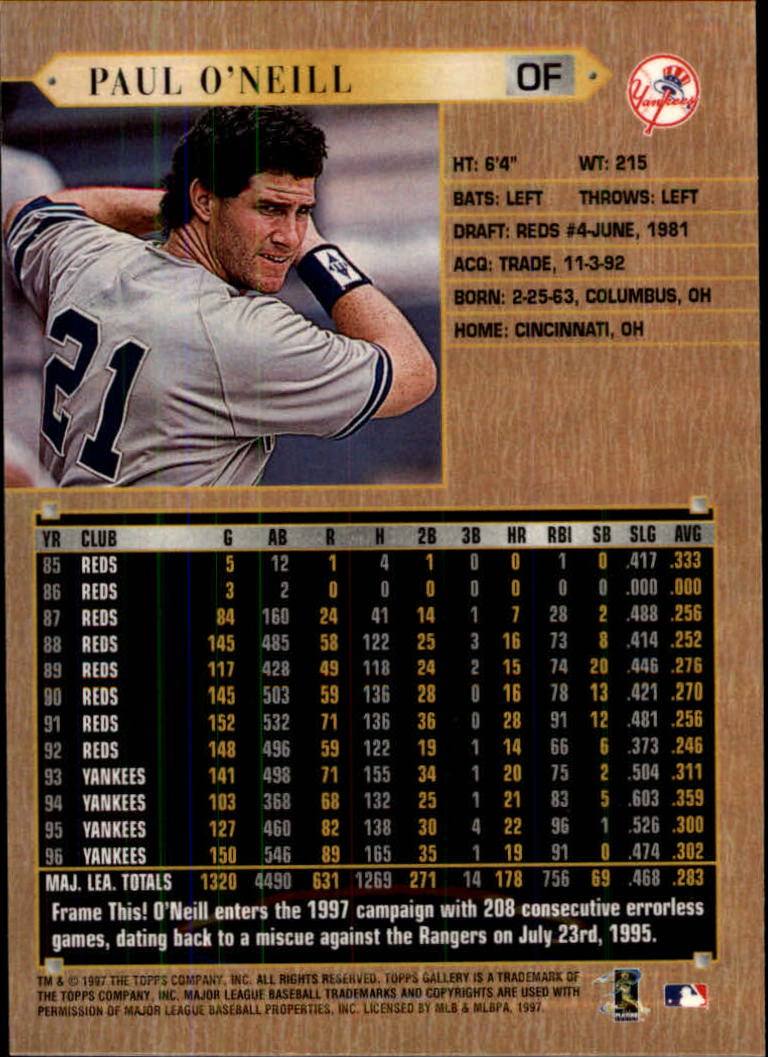 PAUL O'NEILL OF
Yankees
HT: 6'4" WT: 215
BATS: LEFT THROWS: LEFT
DRAFT: REDS #4-JUNE, 1981
ACQ: TRADE, 11-3-92
BORN: 2-25-63, COLUMBUS, OH
HOME: CINCINNATI, OH
21
YR CLUB G AB R H 2B 3B HR RBI SB SLG AVG
85 REDS 5 12 1 4 1 0 0 1 0 .417 .333
86 REDS 3 2 0 0 0 0 0 0 0 .000 .000
87 REDS 84 160 24 41 14 1 7 28 2 .488 .256
88 REDS 145 485 58 122 25 3 16 73 8 .414 .252
89 REDS 117 428 49 118 24 2 15 74 20 .446 .276
90 REDS 145 503 59 136 28 0 16 78 13 .421 .270
91 REDS 152 532 71 136 36 0 28 91 12 .481 .256
92 REDS 148 496 59 122 19 1 14 66 6 .373 .246
93 YANKEES 141 498 71 155 34 1 20 75 2 .504 .311
94 YANKEES 103 368 68 132 25 1 21 83 5 .603 .359
95 YANKEES 127 460 82 138 30 4 22 96 1 .526 .300
96 YANKEES 150 546 89 165 35 1 19 91 0 .474 .302
MAJ. LEA. TOTALS 1320 4490 631 1269 271 14 178 756 69 .468 .283
Frame This! O'Neill enters the 1997 campaign with 208 consecutive errorless
games, dating back to a miscue against the Rangers on July 23rd, 1995.
TM & © 1997 THE TOPPS COMPANY, INC. ALL RIGHTS RESERVED. TOPPS GALLERY IS A TRADEMARK OF
THE TOPPS COMPANY, INC. MAJOR LEAGUE BASEBALL TRADEMARKS AND COPYRIGHTS ARE USED WITH
PERMISSION OF MAJOR LEAGUE BASEBALL PROPERTIES, INC. LICENSED BY MLB & MLBPA, 1997.